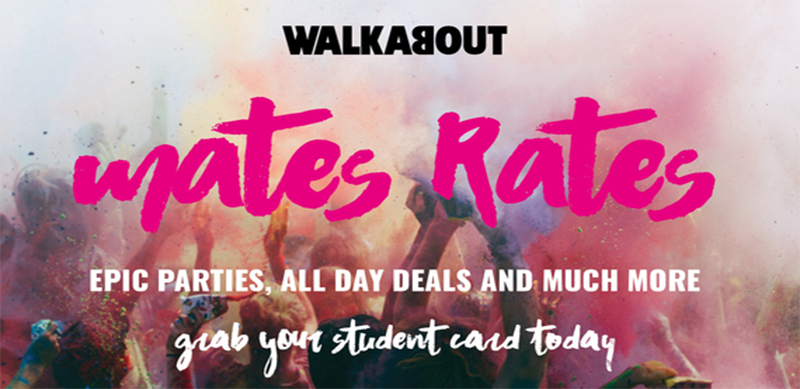 WALKABOUT
mates Rates
EPIC PARTIES, ALL DAY DEALS AND MUCH MORE
grab your student card today